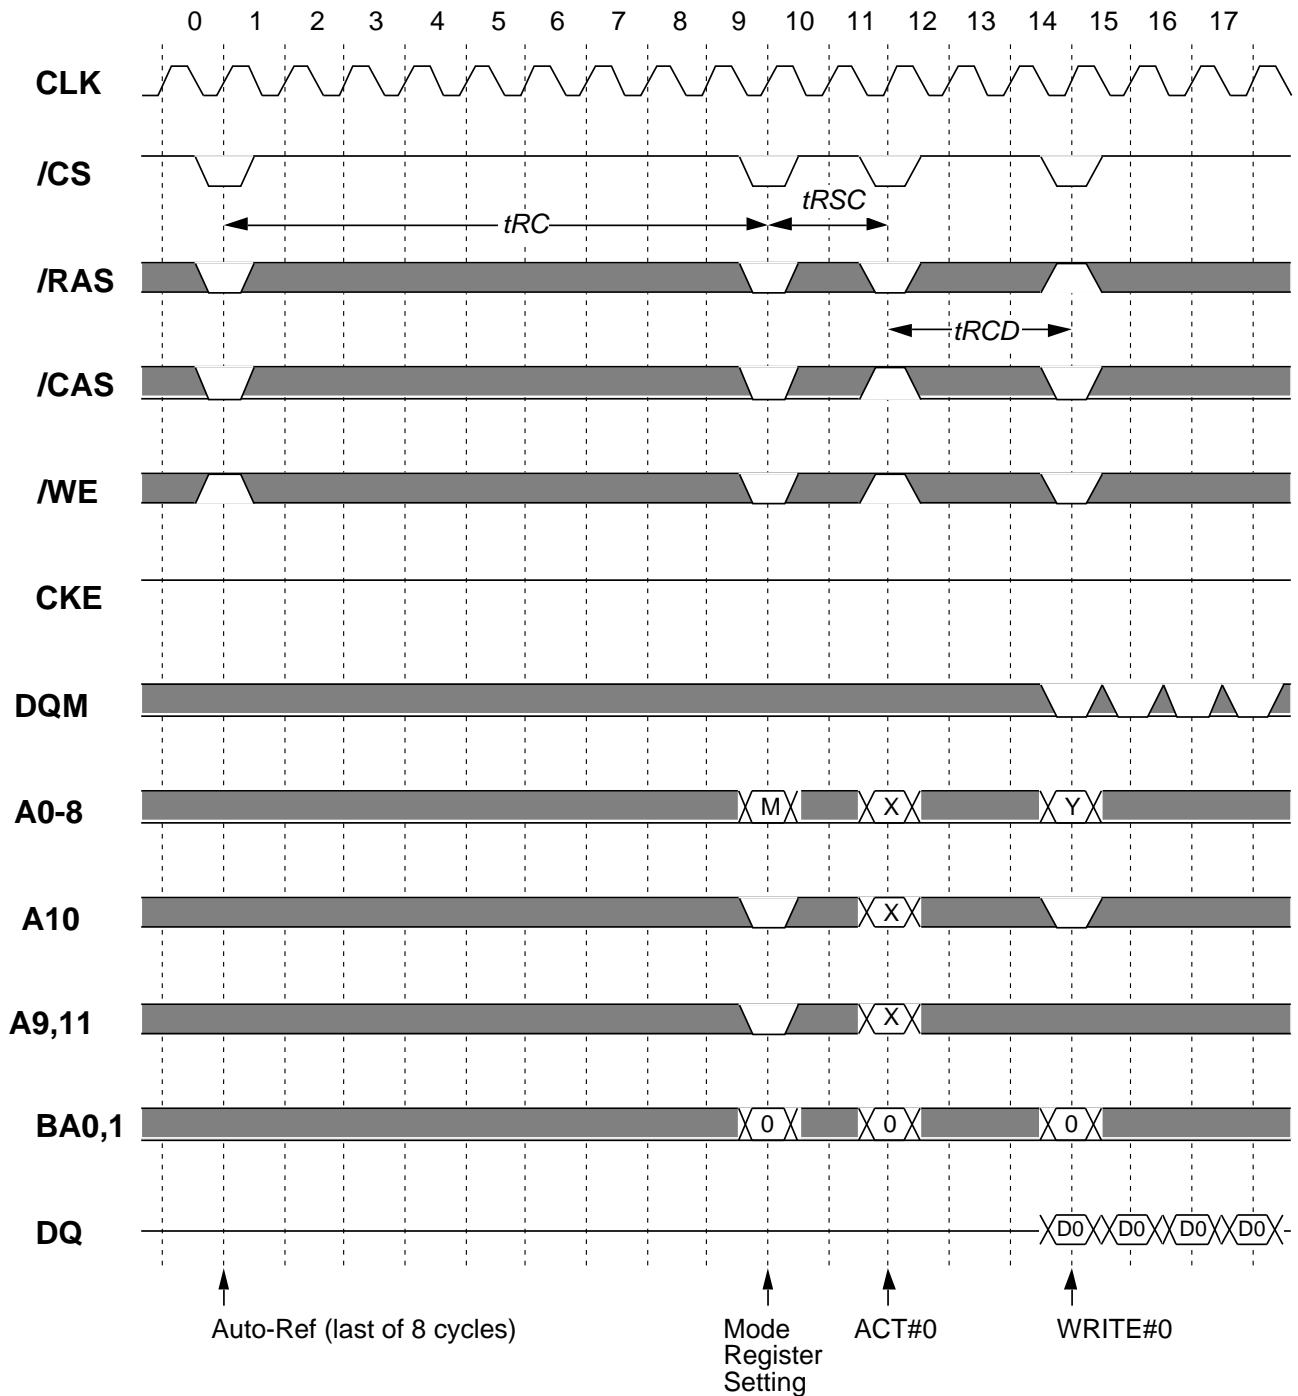 0 1 2 3 4 5 6 7 8 9 10 11 12 13 14 15 16 17
CLK
/CS
tRSC
tRC
/RAS
tRCD
/CAS
/WE
CKE
DQM
A0-8 M X Y
A10 X
A9,11 X
BA0,1 0 0 0
DQ D0 D0 D0 D0
Auto-Ref (last of 8 cycles) Mode ACT#0 WRITE#0
Register
Setting